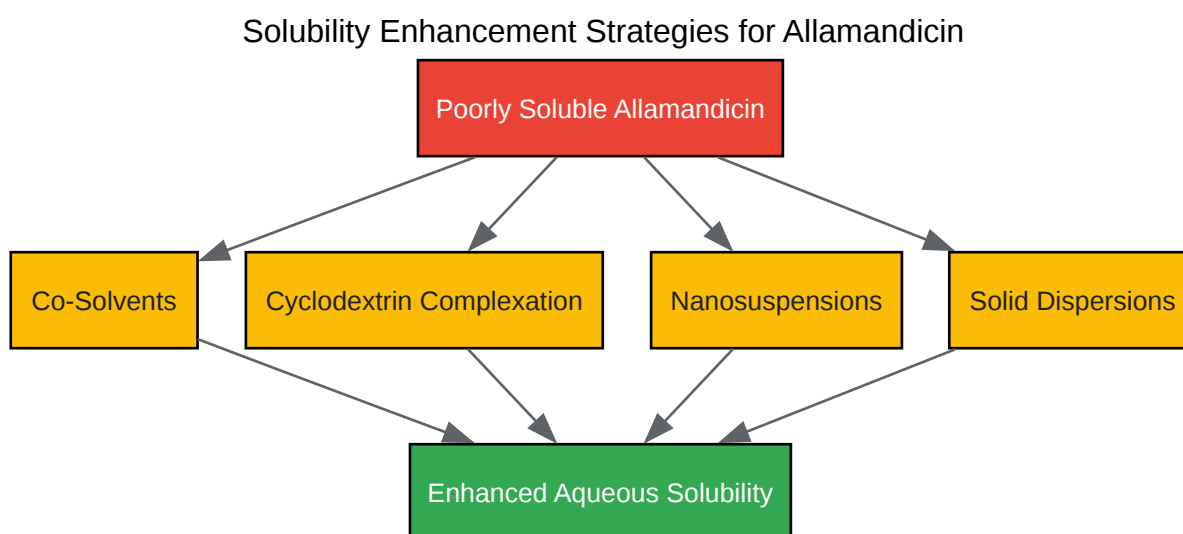 Solubility Enhancement Strategies for Allamandicin
Poorly Soluble Allamandicin
Co-Solvents
Cyclodextrin Complexation
Nanosuspensions
Solid Dispersions
Enhanced Aqueous Solubility